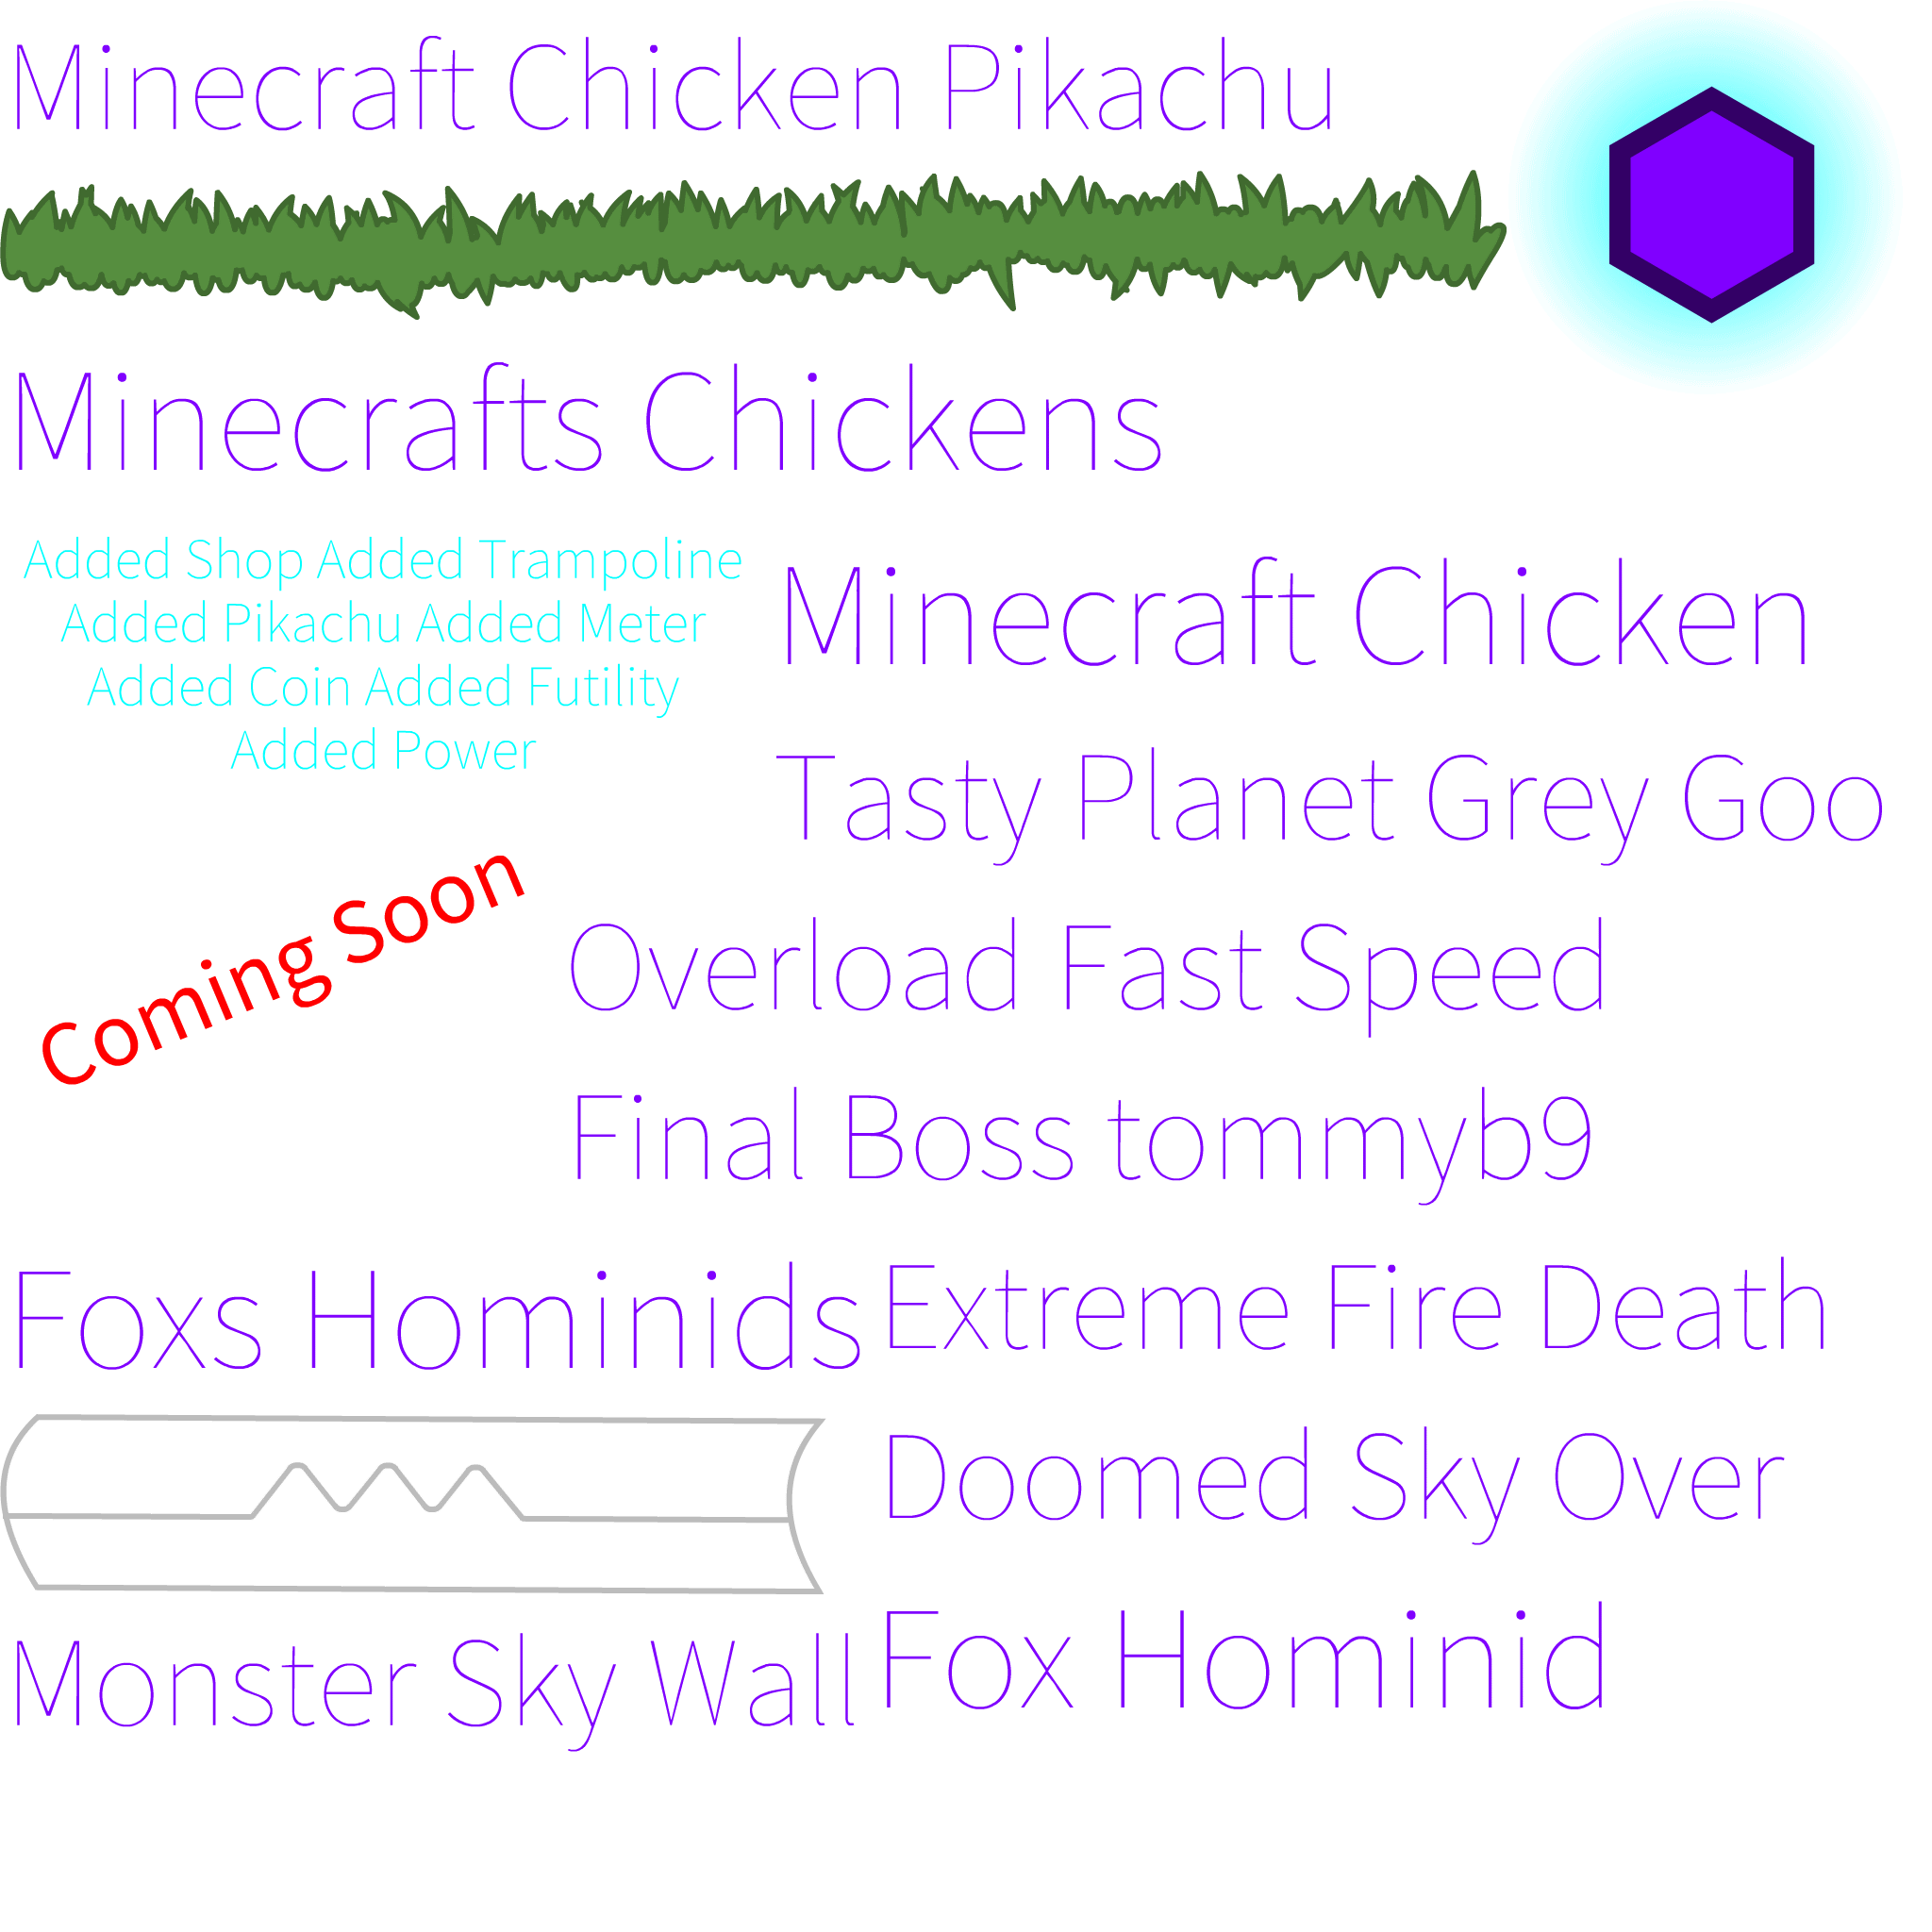 Minecraft Chicken Pikachu
Minecrafts Chickens
Added Shop Added Trampoline
Added Pikachu Added Meter
Added Coin Added Futility
Added Power
Minecraft Chicken
Tasty Planet Grey Goo
Coming Soon
Overload Fast Speed
Final Boss tommyb9
Foxs Hominids
Extreme Fire Death
Doomed Sky Over
Monster Sky Wall
Fox Hominid